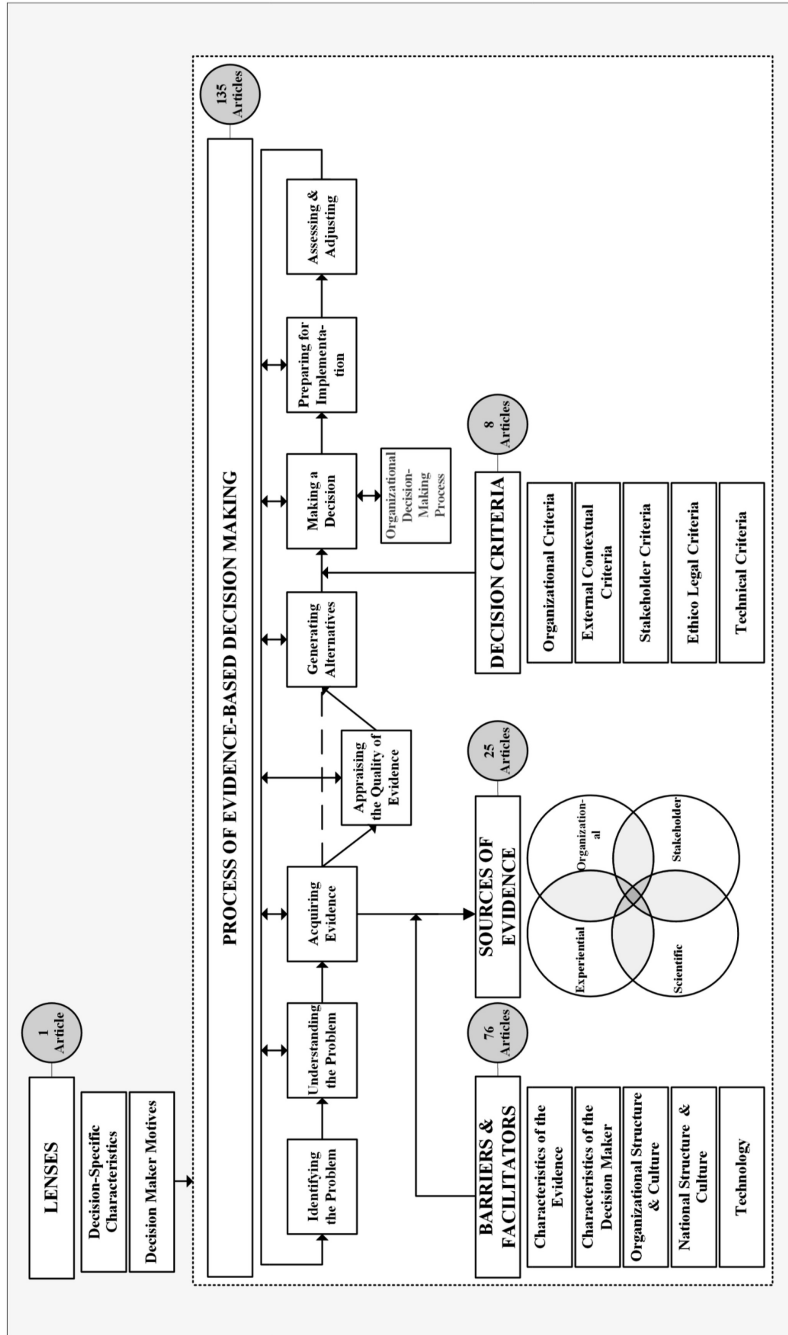 LENSES
1
Article
Decision-Specific
Characteristics
Decision Maker Motives
PROCESS OF EVIDENCE-BASED DECISION MAKING
135
Articles
Identifying
the Problem
Understanding
the Problem
Acquiring
Evidence
Appraising
the Quality of
Evidence
Generating
Alternatives
Making a
Decision
Organizational
Decision-
Making
Process
Preparing for
Implementa-
tion
Assessing &
Adjusting
BARRIERS &
FACILITATORS
76
Articles
Characteristics of the
Evidence
Characteristics of the
Decision Maker
Organizational Structure
& Culture
National Structure &
Culture
Technology
SOURCES OF
EVIDENCE
25
Articles
Experiential
Organization-
al
Scientific
Stakeholder
DECISION CRITERIA
8
Articles
Organizational Criteria
External Contextual
Criteria
Stakeholder Criteria
Ethico Legal Criteria
Technical Criteria